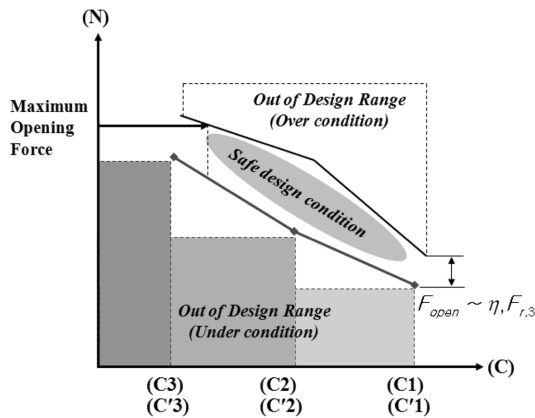 (N)
Maximum
Opening
Force
Out of Design Range
(Over condition)
Safe design condition
F_open ~ η, F_r,3
Out of Design Range
(Under condition)
(C)
(C3) (C2) (C1)
(C'3) (C'2) (C'1)